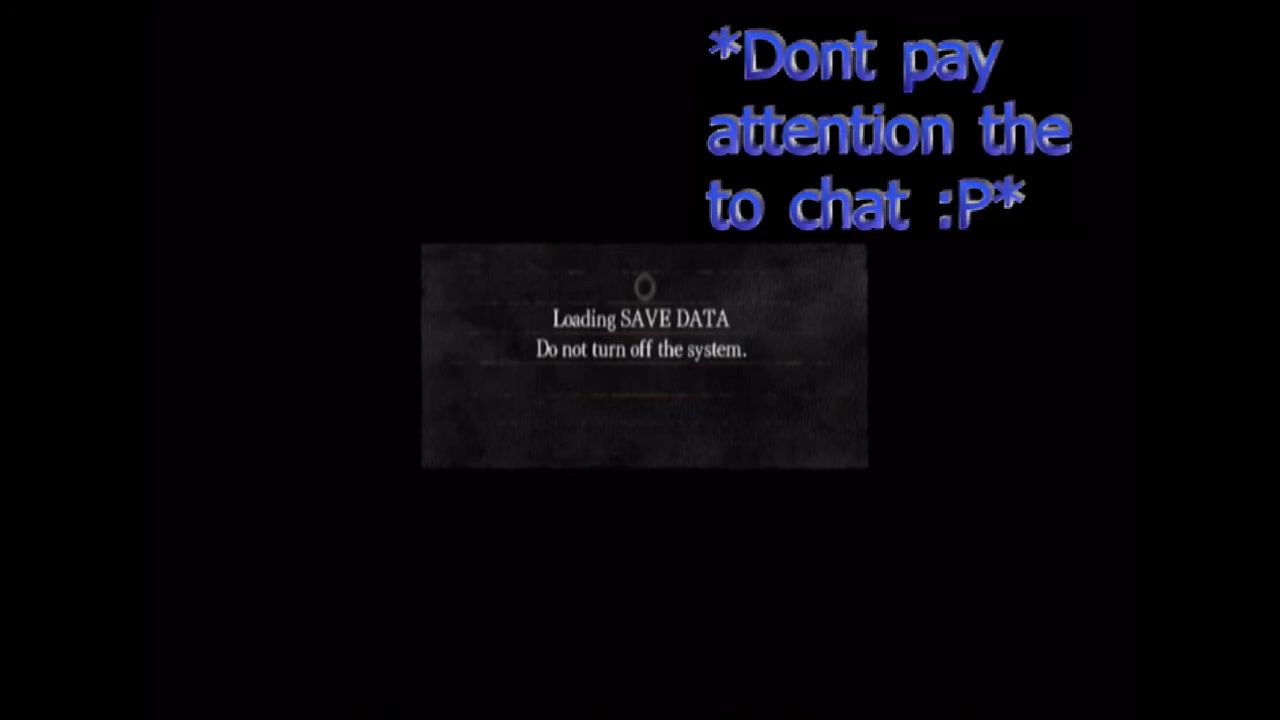 *Dont pay
attention the
to chat :P*
Loading SAVE DATA
Do not turn off the system.